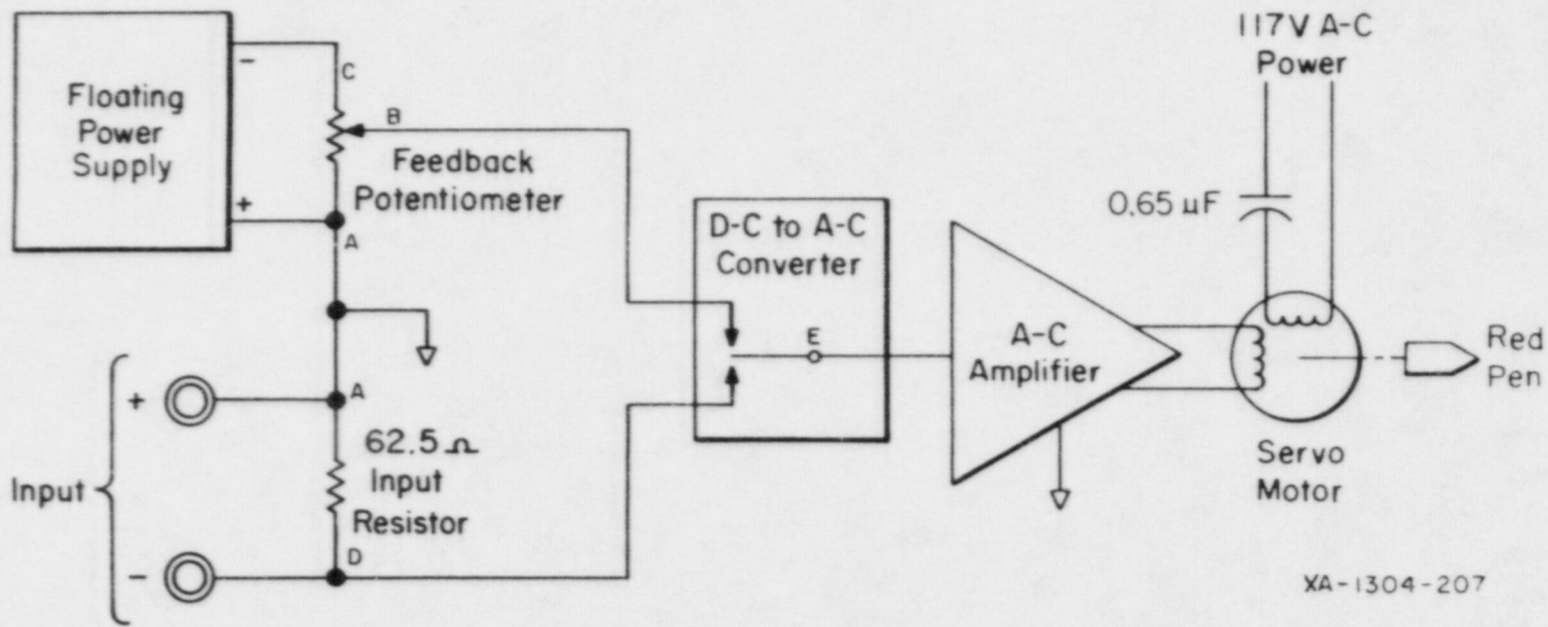 Floating
Power
Supply
-
+
C
B
Feedback
Potentiometer
A
A
Input
+
-
62.5 Ω
Input
Resistor
D
D-C to A-C
Converter
E
A-C
Amplifier
117V A-C
Power
0.65 µF
Servo
Motor
Red
Pen
XA-1304-207